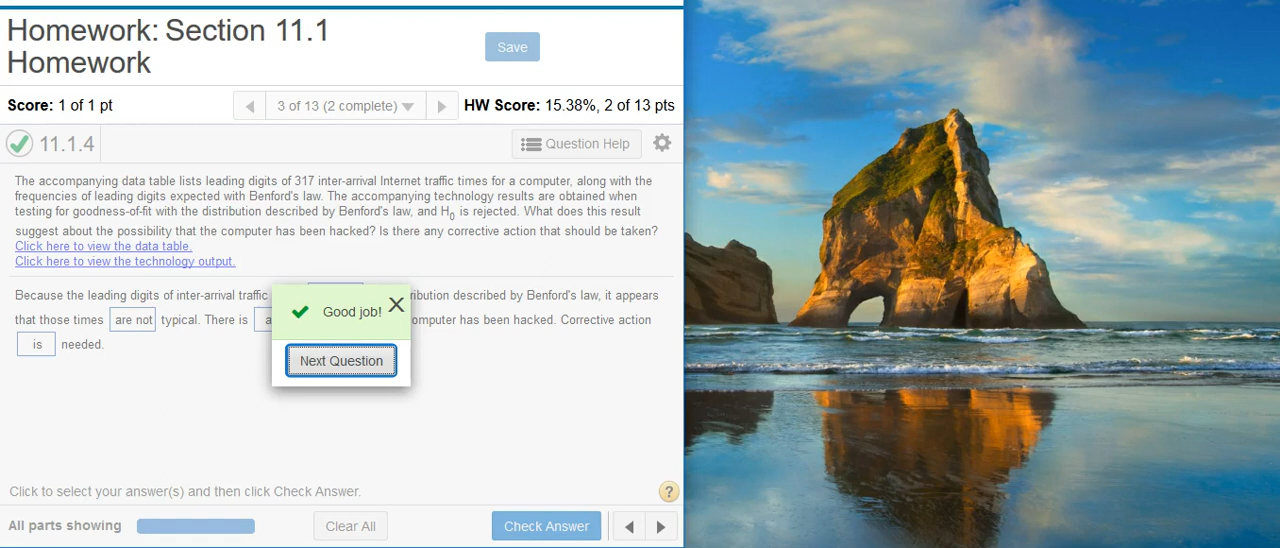 Homework: Section 11.1
Homework
Save
Score: 1 of 1 pt
3 of 13 (2 complete)
HW Score: 15.38%, 2 of 13 pts
11.1.4
Question Help
The accompanying data table lists leading digits of 317 inter-arrival Internet traffic times for a computer, along with the
frequencies of leading digits expected with Benford's law. The accompanying technology results are obtained when
testing for goodness-of-fit with the distribution described by Benford's law, and H0 is rejected. What does this result
suggest about the possibility that the computer has been hacked? Is there any corrective action that should be taken?
Click here to view the data table.
Click here to view the technology output.
Because the leading digits of inter-arrival traffic
described by Benford's law, it appears
Good job!
that those times are not typical. There is
has been hacked. Corrective action
is needed.
Next Question
Click to select your answer(s) and then click Check Answer.
?
All parts showing
Clear All
Check Answer